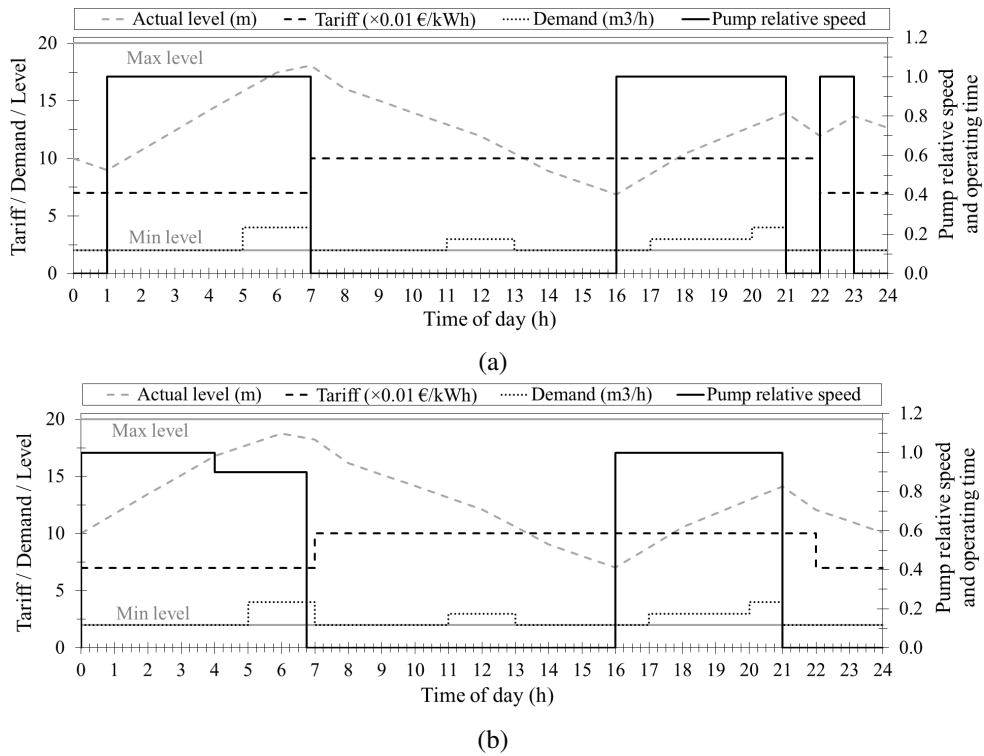 Actual level (m) Tariff (×0.01 €/kWh) Demand (m3/h) Pump relative speed
20 1.2
Max level
15 1.0
0.8
10 0.6
0.4
5
Min level 0.2
0 0.0
Tariff / Demand / Level
Pump relative speed
and operating time
0 1 2 3 4 5 6 7 8 9 10 11 12 13 14 15 16 17 18 19 20 21 22 23 24
Time of day (h)
(a)
Actual level (m) Tariff (×0.01 €/kWh) Demand (m3/h) Pump relative speed
20 1.2
Max level
15 1.0
0.8
10 0.6
0.4
5
Min level 0.2
0 0.0
Tariff / Demand / Level
Pump relative speed
and operating time
0 1 2 3 4 5 6 7 8 9 10 11 12 13 14 15 16 17 18 19 20 21 22 23 24
Time of day (h)
(b)